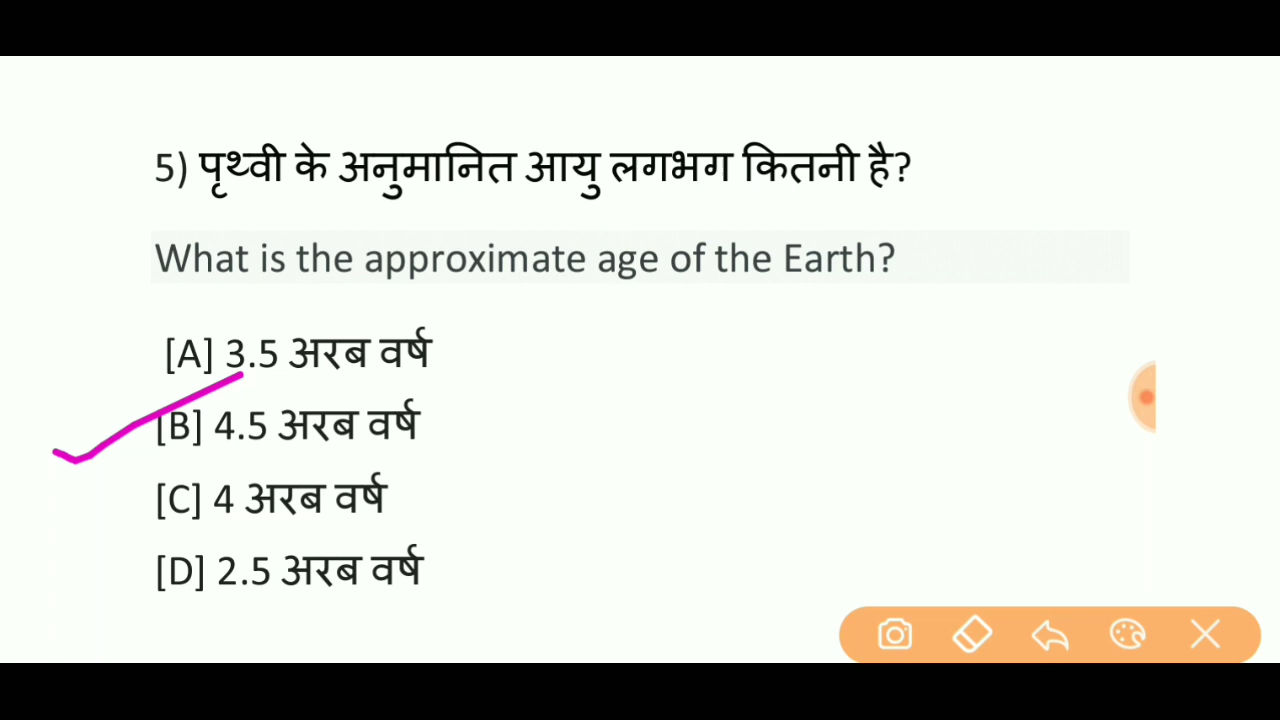 5) पृथ्वी के अनुमानित आयु लगभग कितनी है?
What is the approximate age of the Earth?
[A] 3.5 अरब वर्ष
[B] 4.5 अरब वर्ष
[C] 4 अरब वर्ष
[D] 2.5 अरब वर्ष